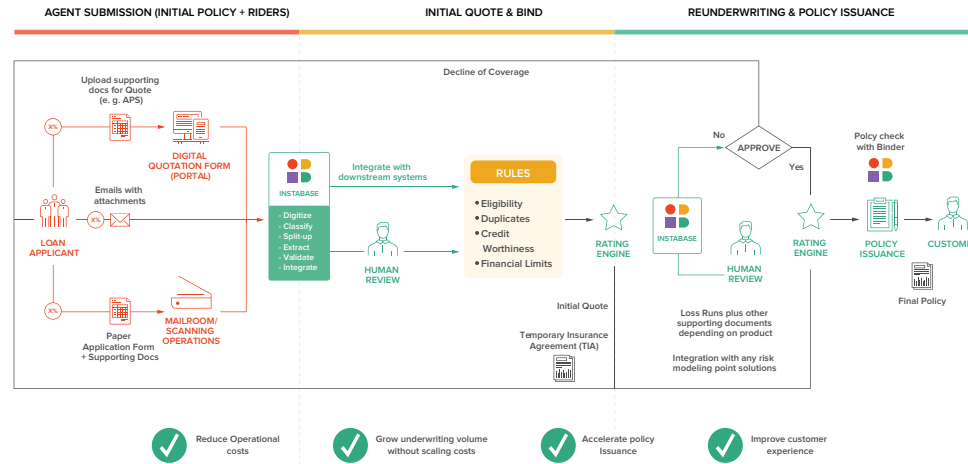 AGENT SUBMISSION (INITIAL POLICY + RIDERS)
INITIAL QUOTE & BIND
REUNDERWRITING & POLICY ISSUANCE
Decline of Coverage
Upload supporting
docs for Quote
(e. g. APS)
X%
DIGITAL
QUOTATION FORM
(PORTAL)
Emails with
attachments
X%
LOAN
APPLICANT
X%
Paper
Application Form
+ Supporting Docs
MAILROOM/
SCANNING
OPERATIONS
INSTABASE
- Digitize
- Classify
- Split-up
- Extract
- Validate
- Integrate
Integrate with
downstream systems
HUMAN
REVIEW
RULES
• Eligibility
• Duplicates
• Credit
Worthiness
• Financial Limits
RATING
ENGINE
Initial Quote
Temporary Insurance
Agreement (TIA)
INSTABASE
No
APPROVE
Yes
HUMAN
REVIEW
RATING
ENGINE
Loss Runs plus other
supporting documents
depending on product
Integration with any risk
modeling point solutions
Polcy check
with Binder
POLICY
ISSUANCE
CUSTOME
Final Policy
Reduce Operational
costs
Grow underwriting volume
without scaling costs
Accelerate policy
Issuance
Improve customer
experience